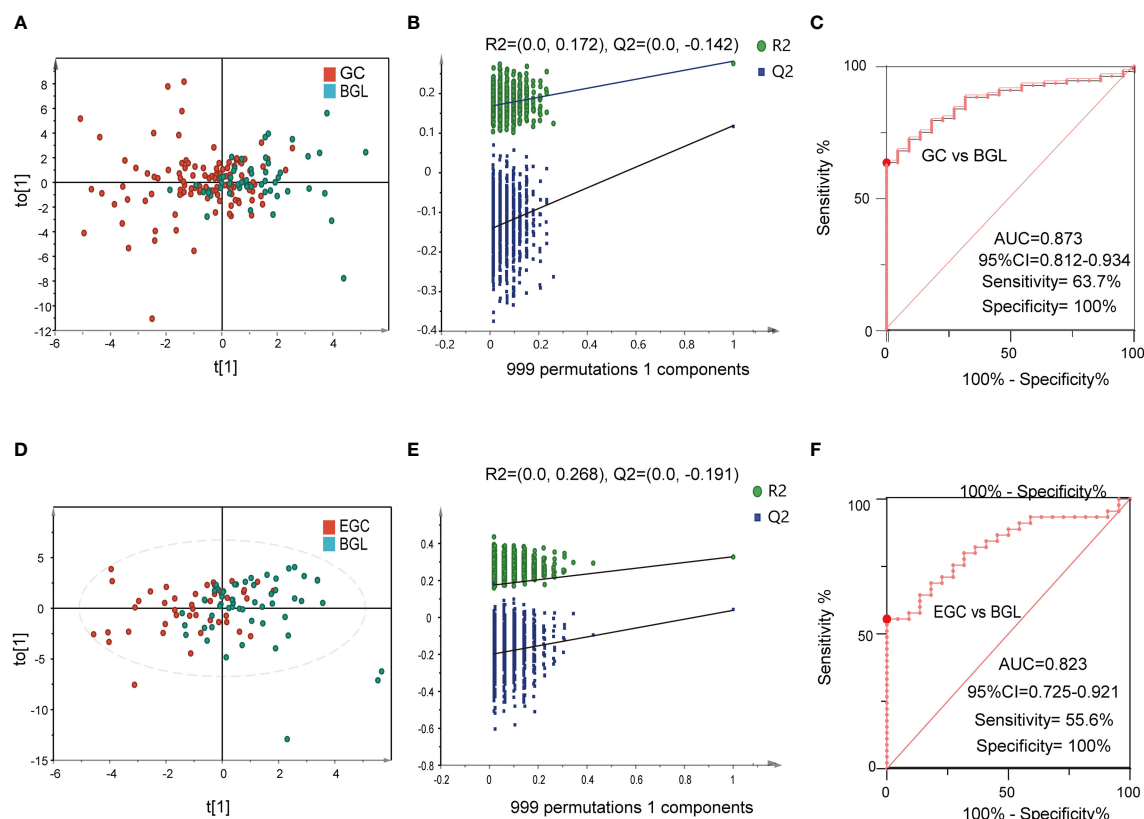 A
B
C
R2=(0.0, 0.172), Q2=(0.0, -0.142)
R2
Q2
GC
BGL
8
6
4
2
0
-2
-4
-6
-8
-10
-12
to[1]
-6
-4
-2
0
2
4
t[1]
0.2
0.1
0
-0.1
-0.2
-0.3
-0.4
-0.2
0
0.2
0.4
0.6
0.8
1
999 permutations 1 components
100
50
0
Sensitivity %
GC vs BGL
AUC=0.873
95%CI=0.812-0.934
Sensitivity= 63.7%
Specificity= 100%
0
50
100
100% - Specificity%
D
E
F
R2=(0.0, 0.268), Q2=(0.0, -0.191)
R2
Q2
EGC
BGL
5
0
-5
-10
-15
to[1]
-6
-4
-2
0
2
4
t[1]
0.4
0.2
0
-0.2
-0.4
-0.6
-0.8
-0.2
0
0.2
0.4
0.6
0.8
1
999 permutations 1 components
100% - Specificity%
100
50
0
Sensitivity %
EGC vs BGL
AUC=0.823
95%CI=0.725-0.921
Sensitivity= 55.6%
Specificity= 100%
0
50
100
100% - Specificity%